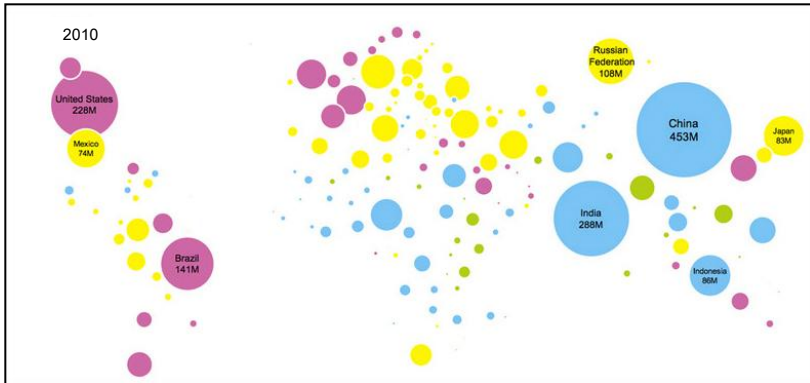 2010
United States
228M
Mexico
74M
Brazil
141M
Russian
Federation
108M
China
453M
Japan
83M
India
288M
Indonesia
86M